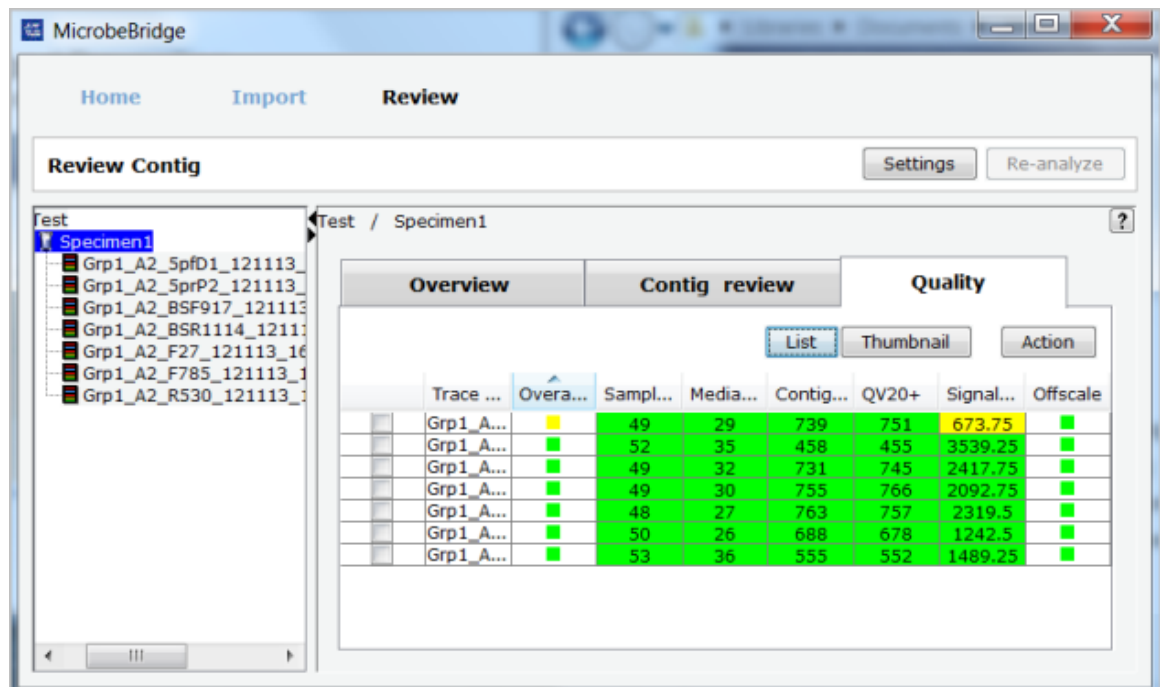 MicrobeBridge
Home Import Review
Review Contig Settings Re-analyze
Test
Specimen1
Grp1_A2_5pfD1_121113_
Grp1_A2_5prP2_121113_
Grp1_A2_BSF917_121113
Grp1_A2_BSR1114_12111
Grp1_A2_F27_121113_16
Grp1_A2_F785_121113_1
Grp1_A2_R530_121113_1
Test / Specimen1 ?
Overview Contig review Quality
List Thumbnail Action
Trace ... Overa... Sampl... Media... Contig... QV20+ Signal... Offscale
Grp1_A... 49 29 739 751 673.75
Grp1_A... 52 35 458 455 3539.25
Grp1_A... 49 32 731 745 2417.75
Grp1_A... 49 30 755 766 2092.75
Grp1_A... 48 27 763 757 2319.5
Grp1_A... 50 26 688 678 1242.5
Grp1_A... 53 36 555 552 1489.25